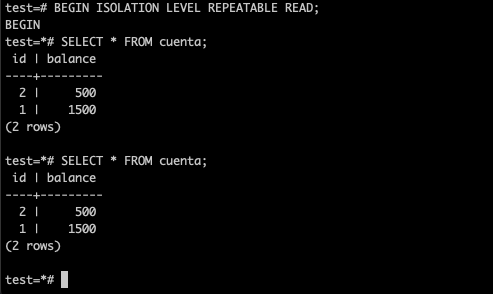 test=# BEGIN ISOLATION LEVEL REPEATABLE READ;
BEGIN
test=*# SELECT * FROM cuenta;
 id | balance
----+---------
  2 |     500
  1 |    1500
(2 rows)

test=*# SELECT * FROM cuenta;
 id | balance
----+---------
  2 |     500
  1 |    1500
(2 rows)

test=*#